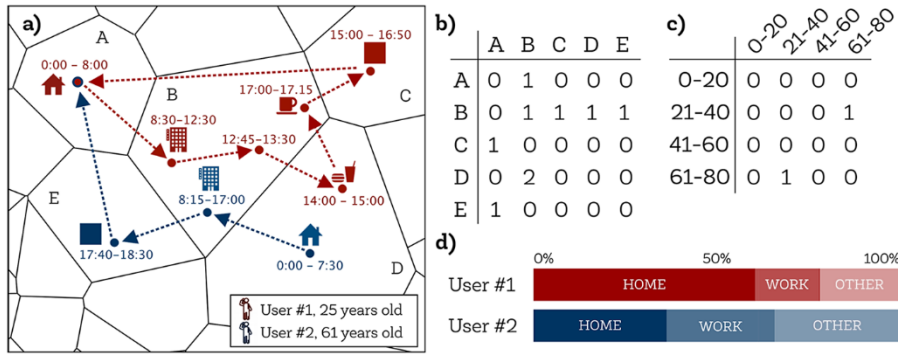 a)
A
0:00 – 8:00
15:00 - 16:50
B
17:00-17.15
C
8:30-12:30
12:45-13:30
E
8:15-17:00
14:00 - 15:00
17:40-18:30
0:00 - 7:30
D
User #1, 25 years old
User #2, 61 years old
b)
A B C D E
A 0 1 0 0 0
B 0 1 1 1 1
C 1 0 0 0 0
D 0 2 0 0 0
E 1 0 0 0 0
c)
0-20 21-40 41-60 61-80
0-20 0 0 0 0
21-40 0 0 0 1
41-60 0 0 0 0
61-80 0 1 0 0
d)
0% 50% 100%
User #1 HOME WORK OTHER
User #2 HOME WORK OTHER